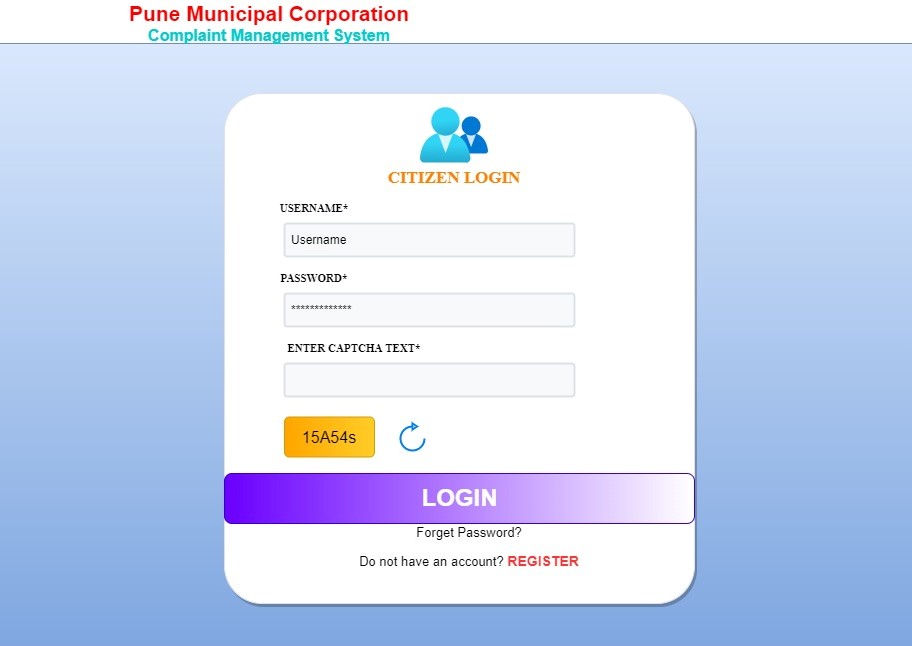 Pune Municipal Corporation
Complaint Management System
CITIZEN LOGIN
USERNAME*
Username
PASSWORD*
*************
ENTER CAPTCHA TEXT*
15A54s
LOGIN
Forget Password?
Do not have an account? REGISTER